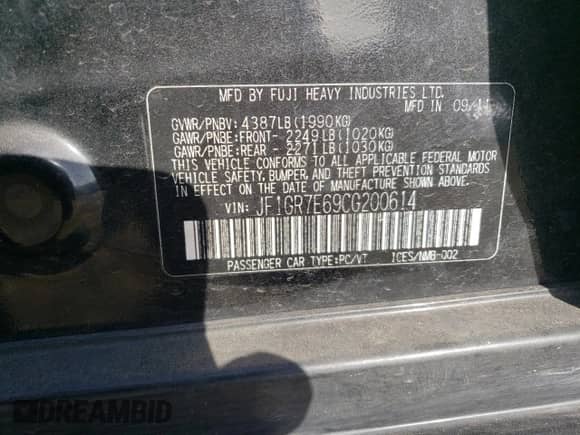 MFD BY FUJI HEAVY INDUSTRIES LTD.
MFD IN 09/11
GVWR/PNBV: 4387LB(1990KG)
GAWR/PNBE:FRONT- 2249LB(1020KG)
GAWR/PNBE:REAR - 2271LB(1030KG)
THIS VEHICLE CONFORMS TO ALL APPLICABLE FEDERAL MOTOR
VEHICLE SAFETY, BUMPER, AND THEFT PREVENTION STANDARDS
IN EFFECT ON THE DATE OF MANUFACTURE SHOWN ABOVE.
VIN: JF1GR7E69CG200614
PASSENGER CAR TYPE:PC/VT ICES/NMB-002
DREAMBID